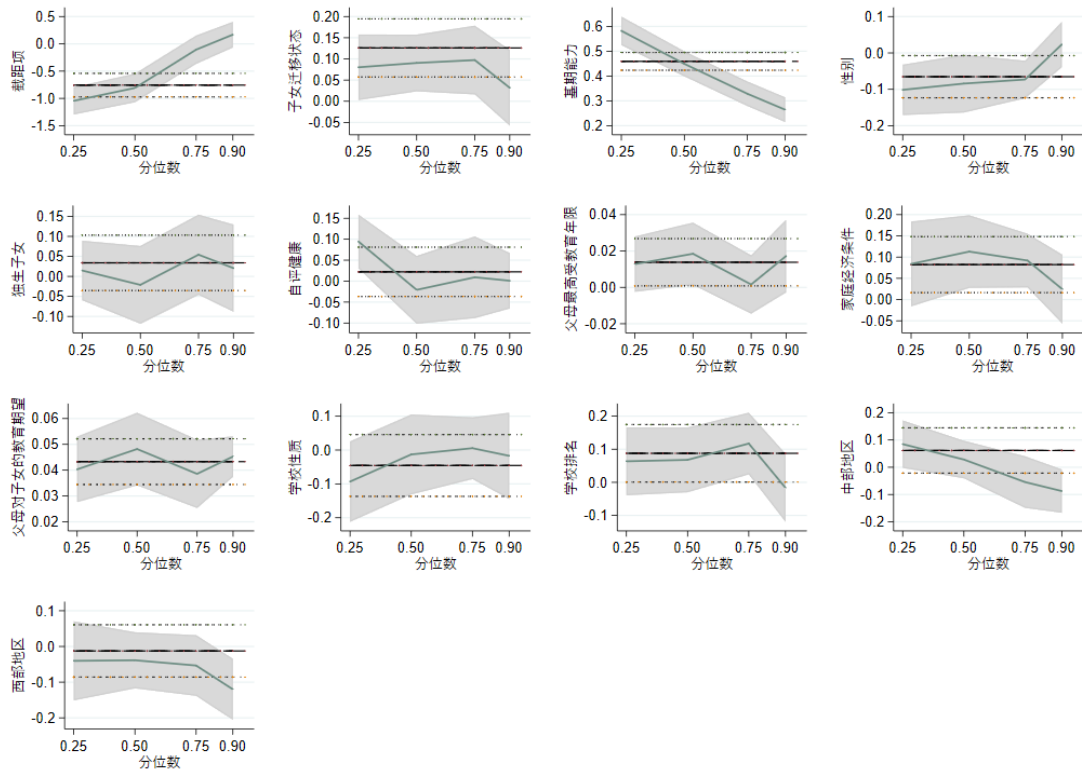 截距项
0.5
0.0
-0.5
-1.0
-1.5
0.25 0.50 0.75 0.90
分位数
子女迁移状态
0.20
0.15
0.10
0.05
0.00
-0.05
0.25 0.50 0.75 0.90
分位数
基期能力
0.6
0.5
0.4
0.3
0.2
0.25 0.50 0.75 0.90
分位数
性别
0.1
0.0
-0.1
-0.2
0.25 0.50 0.75 0.90
分位数
独生子女
0.15
0.10
0.05
0.00
-0.05
-0.10
0.25 0.50 0.75 0.90
分位数
自评健康
0.15
0.10
0.05
0.00
-0.05
-0.10
0.25 0.50 0.75 0.90
分位数
父母最高受教育年限
0.04
0.02
0.00
-0.02
0.25 0.50 0.75 0.90
分位数
家庭经济条件
0.20
0.15
0.10
0.05
0.00
-0.05
0.25 0.50 0.75 0.90
分位数
父母对子女的教育期望
0.06
0.05
0.04
0.03
0.02
0.25 0.50 0.75 0.90
分位数
学校性质
0.1
0.0
-0.1
-0.2
0.25 0.50 0.75 0.90
分位数
学校排名
0.2
0.1
0.0
-0.1
0.25 0.50 0.75 0.90
分位数
中部地区
0.2
0.1
0.0
-0.1
-0.2
0.25 0.50 0.75 0.90
分位数
西部地区
0.1
0.0
-0.1
-0.2
0.25 0.50 0.75 0.90
分位数